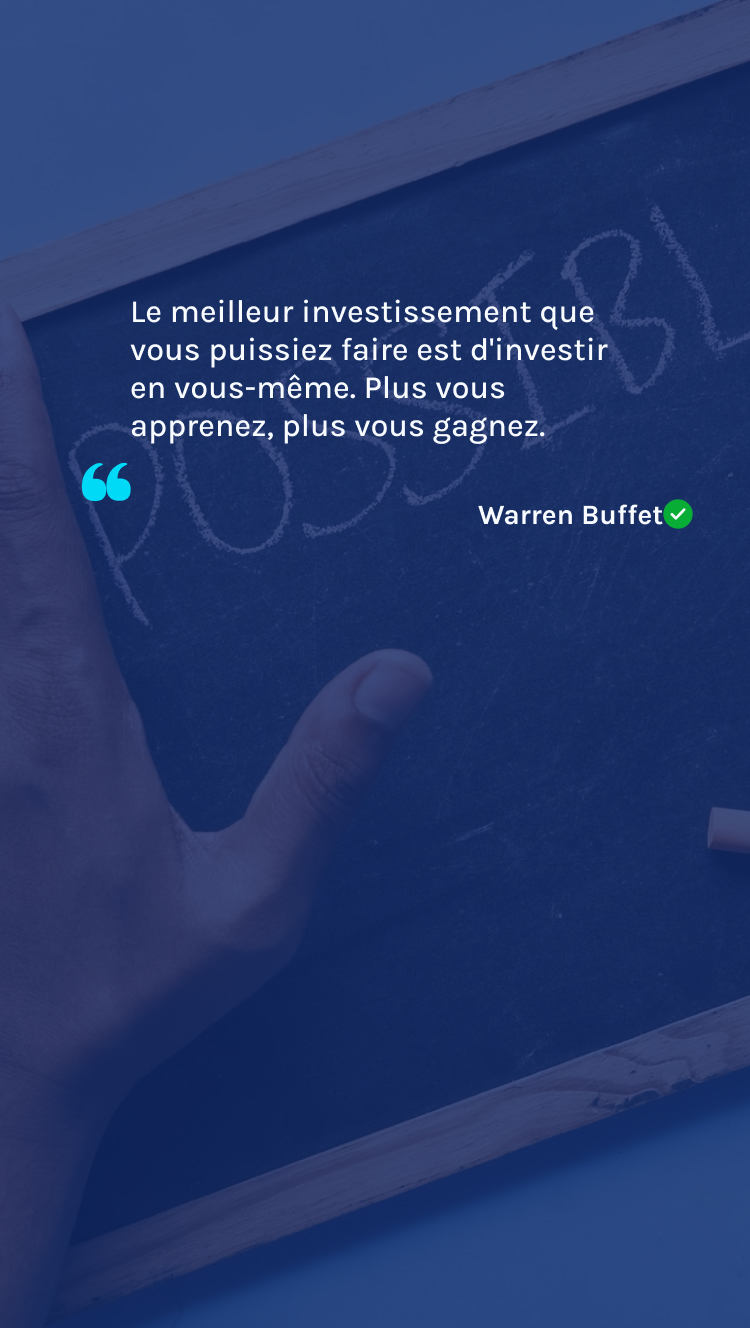 POSSIBL
Le meilleur investissement que
vous puissiez faire est d'investir
en vous-même. Plus vous
apprenez, plus vous gagnez.
❝
Warren Buffet